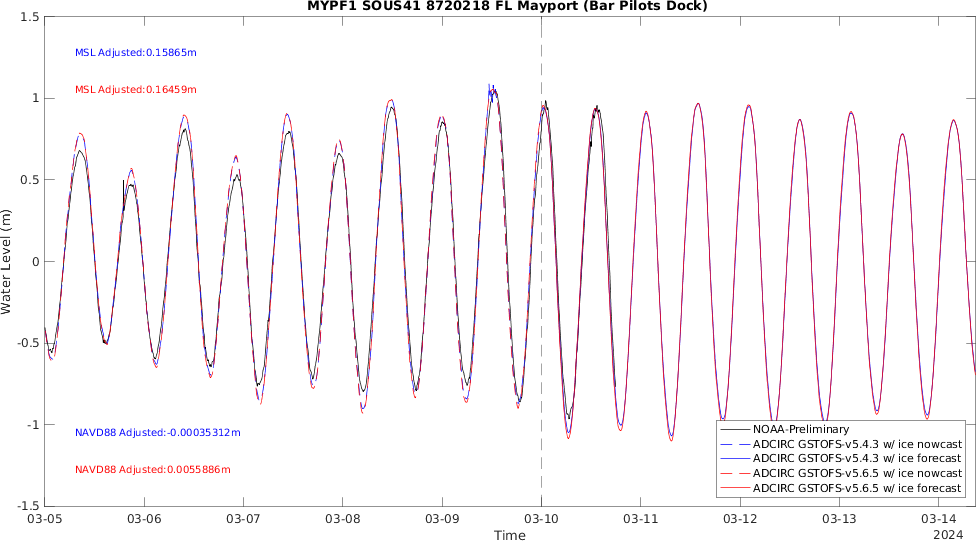 MYPF1 SOUS41 8720218 FL Mayport (Bar Pilots Dock)
1.5
1
0.5
0
-0.5
-1
-1.5
Water Level (m)
MSL Adjusted:0.15865m
MSL Adjusted:0.16459m
NAVD88 Adjusted:-0.00035312m
NAVD88 Adjusted:0.0055886m
NOAA-Preliminary
ADCIRC GSTOFS-v5.4.3 w/ ice nowcast
ADCIRC GSTOFS-v5.4.3 w/ ice forecast
ADCIRC GSTOFS-v5.6.5 w/ ice nowcast
ADCIRC GSTOFS-v5.6.5 w/ ice forecast
03-05 03-06 03-07 03-08 03-09 03-10 03-11 03-12 03-13 03-14
Time
2024